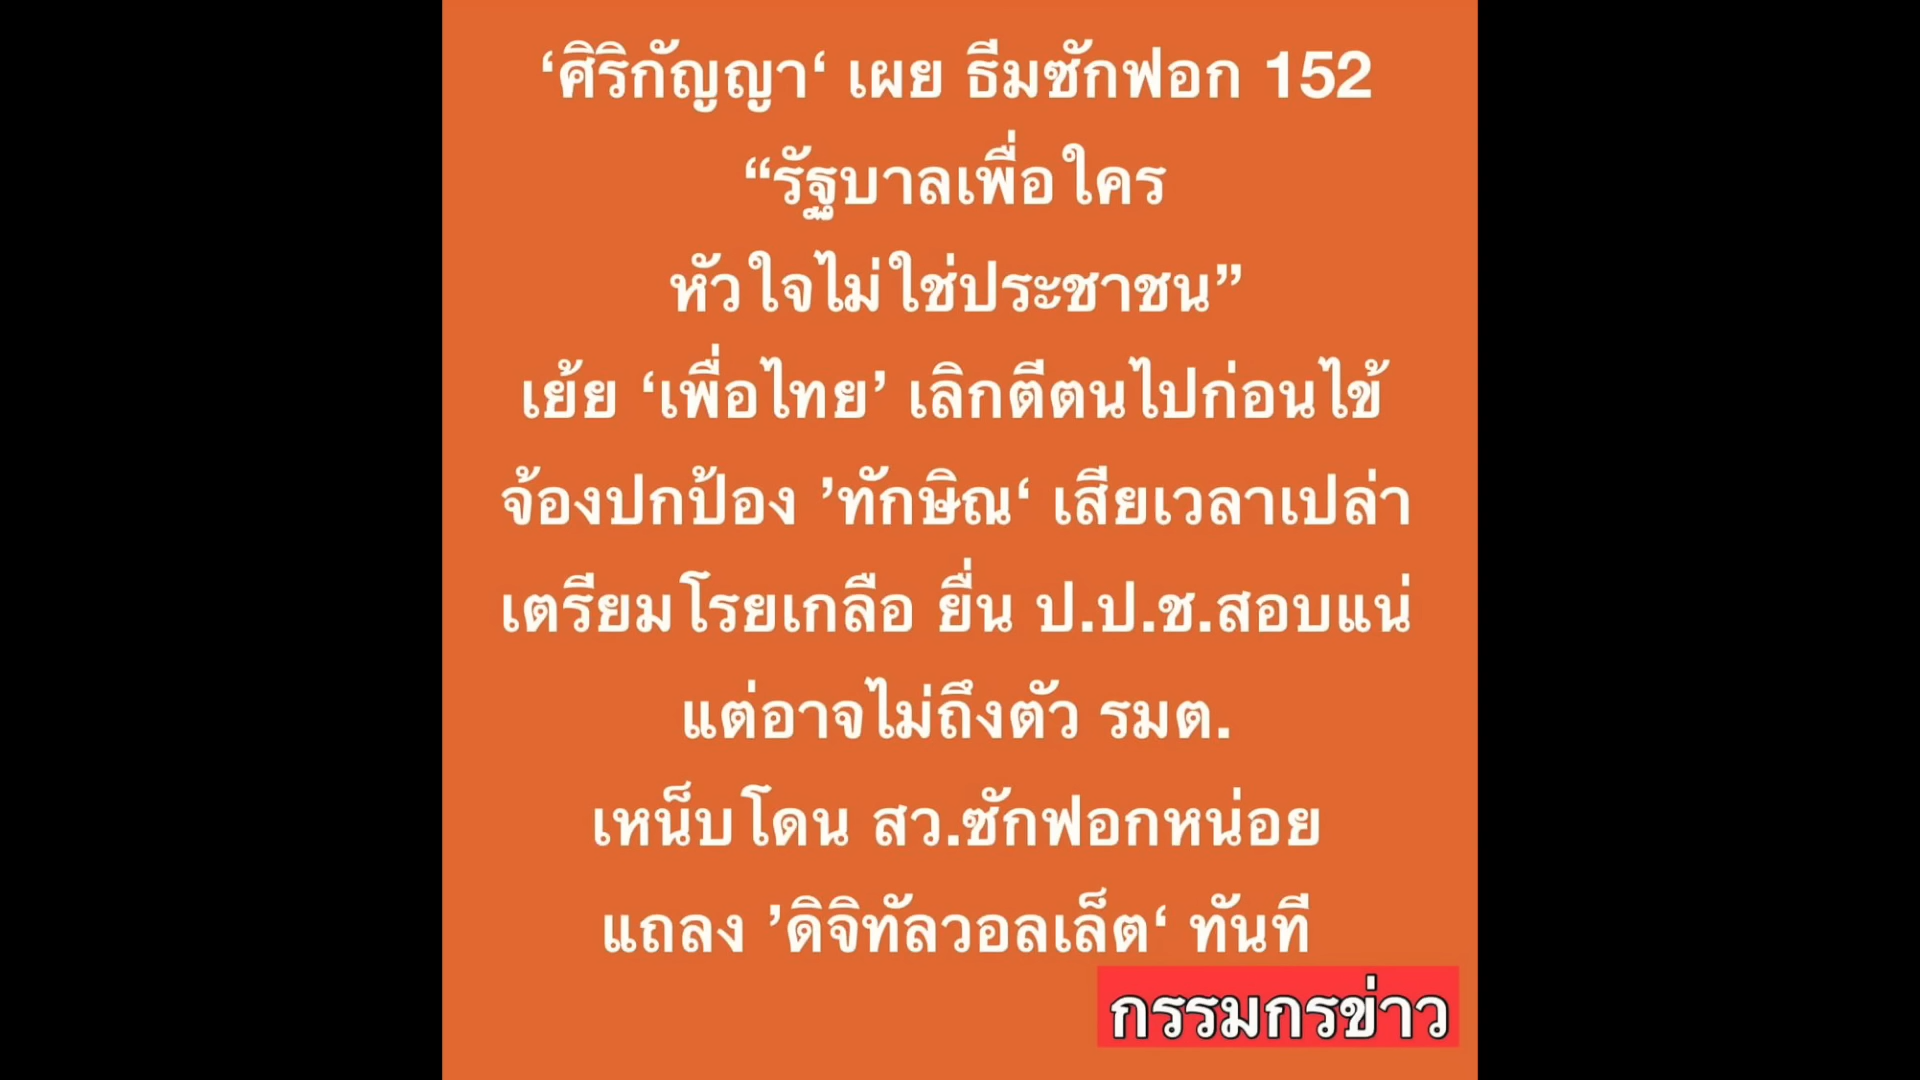 ‘ศิริกัญญา‘ เผย ธีมซักฟอก 152
“รัฐบาลเพื่อใคร
หัวใจไม่ใช่ประชาชน”
เย้ย ‘เพื่อไทย’ เลิกตีตนไปก่อนไข้
จ้องปกป้อง ’ทักษิณ‘ เสียเวลาเปล่า
เตรียมโรยเกลือ ยื่น ป.ป.ช.สอบแน่
แต่อาจไม่ถึงตัว รมต.
เหน็บโดน สว.ซักฟอกหน่อย
แถลง ’ดิจิทัลวอลเล็ต‘ ทันที
กรรมกรข่าว